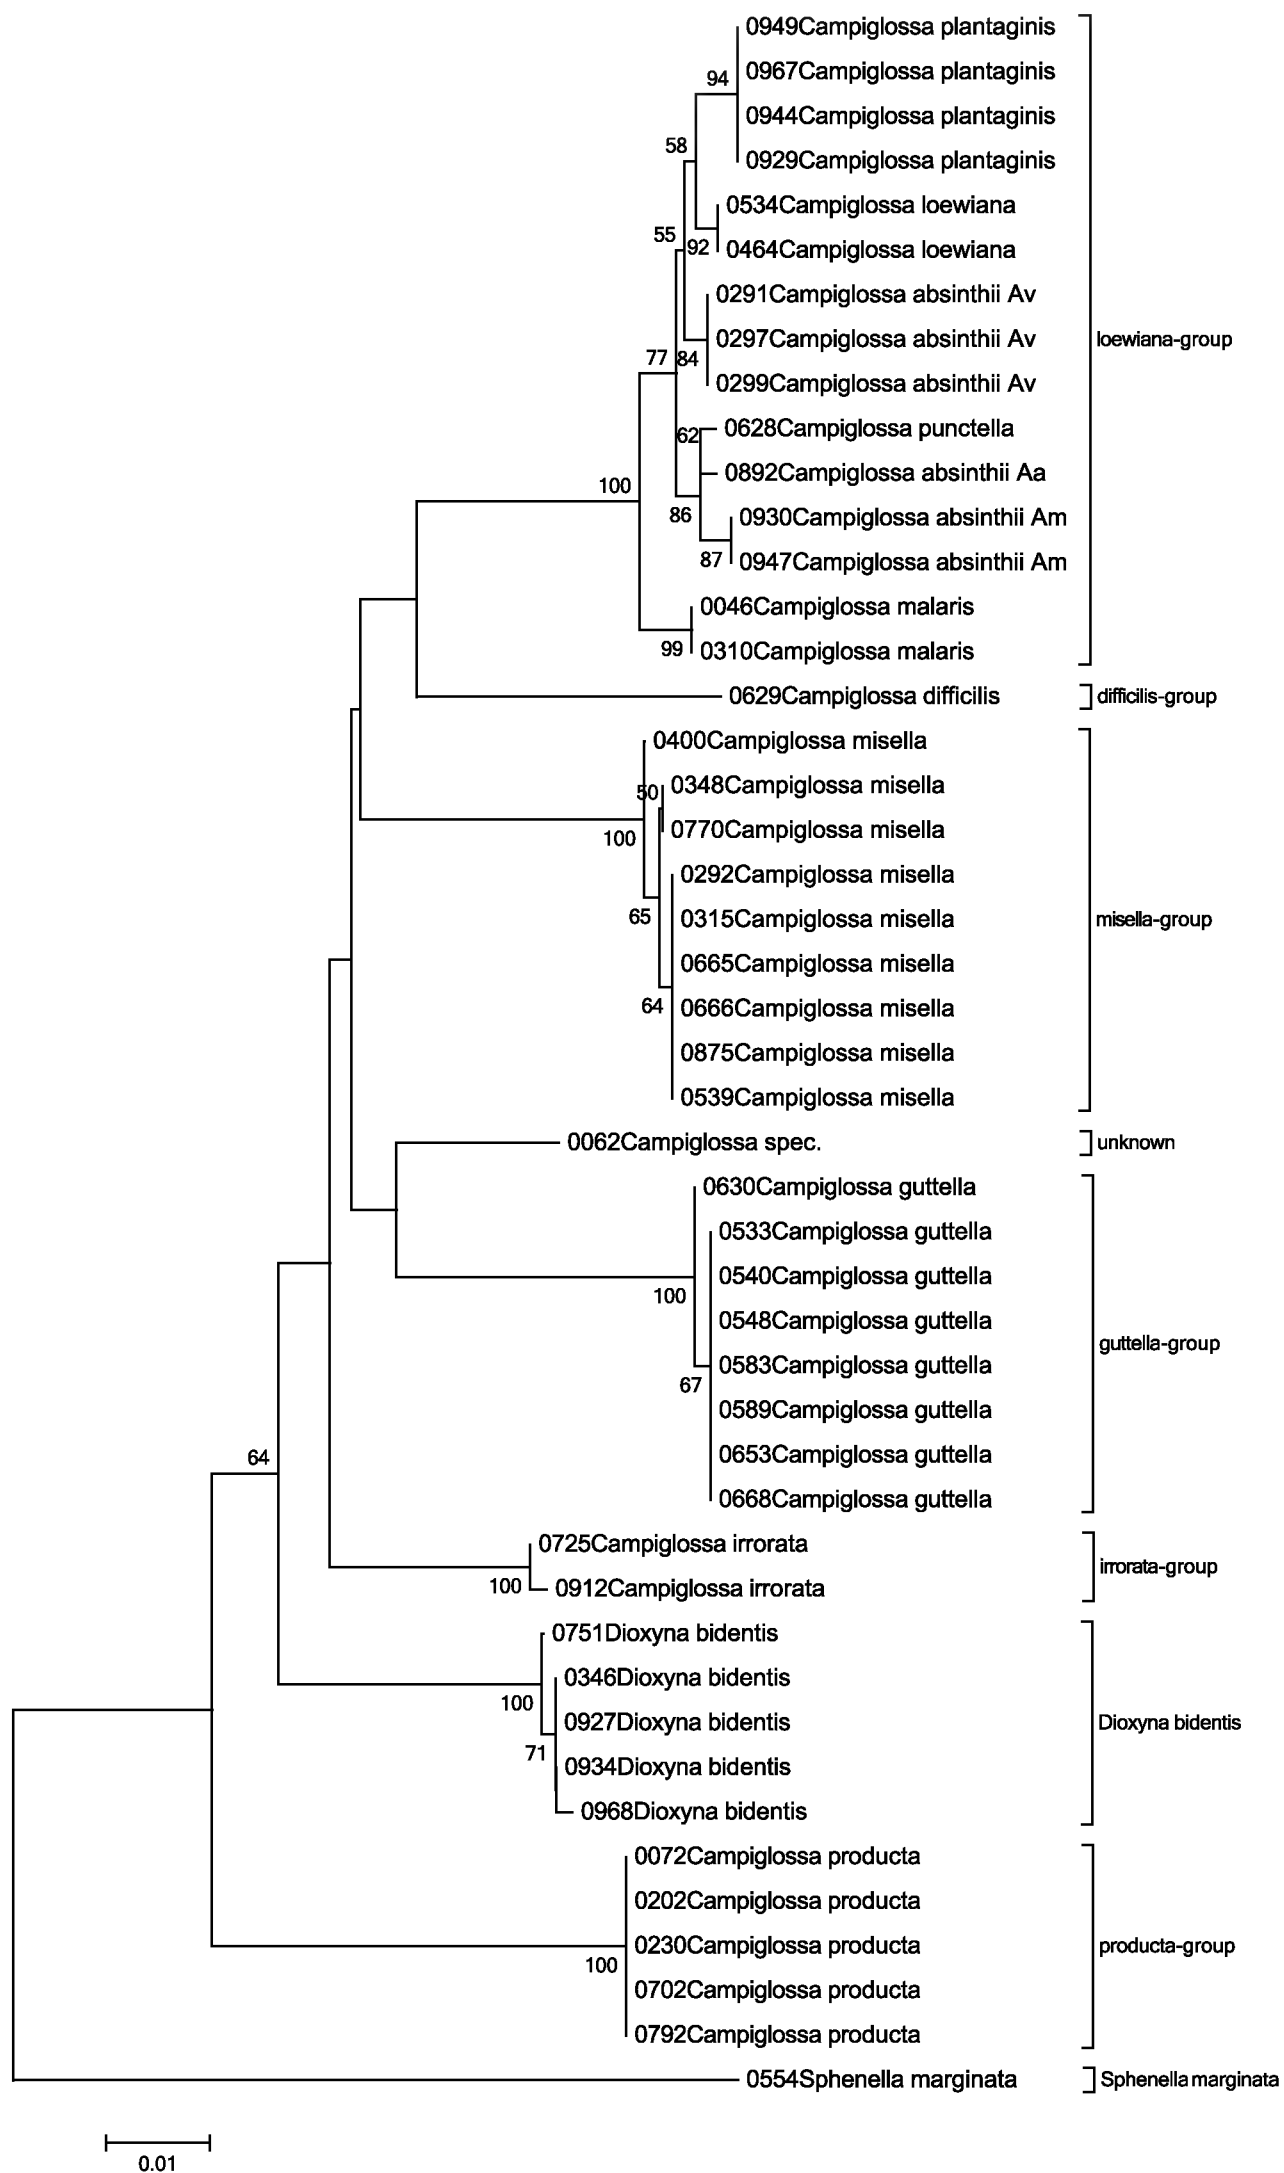 0949Campiglossa plantaginis
0967Campiglossa plantaginis
94
0944Campiglossa plantaginis
58
0929Campiglossa plantaginis
0534Campiglossa loewiana
55
92
0464Campiglossa loewiana
0291Campiglossa absinthii Av
0297Campiglossa absinthii Av
loewiana-group
77
84
0299Campiglossa absinthii Av
0628Campiglossa punctella
62
0892Campiglossa absinthii Aa
100
86
0930Campiglossa absinthii Am
87
0947Campiglossa absinthii Am
0046Campiglossa malaris
99
0310Campiglossa malaris
0629Campiglossa difficilis
difficilis-group
0400Campiglossa misella
50
0348Campiglossa misella
0770Campiglossa misella
100
0292Campiglossa misella
65
0315Campiglossa misella
misella-group
0665Campiglossa misella
64
0666Campiglossa misella
0875Campiglossa misella
0539Campiglossa misella
0062Campiglossa spec.
unknown
0630Campiglossa guttella
0533Campiglossa guttella
0540Campiglossa guttella
100
0548Campiglossa guttella
guttella-group
0583Campiglossa guttella
67
0589Campiglossa guttella
0653Campiglossa guttella
64
0668Campiglossa guttella
0725Campiglossa irrorata
irrorata-group
100
0912Campiglossa irrorata
0751Dioxyna bidentis
0346Dioxyna bidentis
100
0927Dioxyna bidentis
Dioxyna bidentis
71
0934Dioxyna bidentis
0968Dioxyna bidentis
0072Campiglossa producta
0202Campiglossa producta
0230Campiglossa producta
producta-group
100
0702Campiglossa producta
0792Campiglossa producta
0554Sphenella marginata
Sphenella marginata
0.01